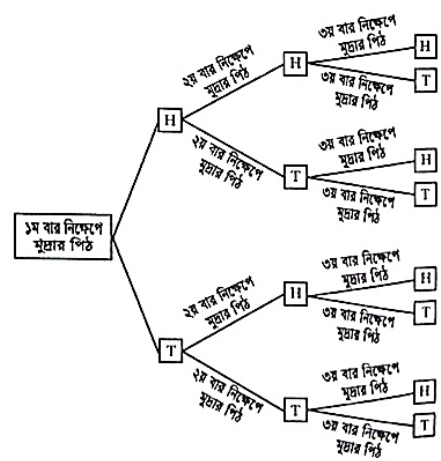 ৩য় বার নিক্ষেপে
মুদ্রার পিঠ
H
২য় বার নিক্ষেপে
মুদ্রার পিঠ
H
৩য় বার নিক্ষেপে
মুদ্রার পিঠ
T
H
২য় বার নিক্ষেপে
মুদ্রার পিঠ
৩য় বার নিক্ষেপে
মুদ্রার পিঠ
H
T
৩য় বার নিক্ষেপে
মুদ্রার পিঠ
T
১ম বার নিক্ষেপে
মুদ্রার পিঠ
৩য় বার নিক্ষেপে
মুদ্রার পিঠ
H
২য় বার নিক্ষেপে
মুদ্রার পিঠ
H
৩য় বার নিক্ষেপে
মুদ্রার পিঠ
T
T
২য় বার নিক্ষেপে
মুদ্রার পিঠ
৩য় বার নিক্ষেপে
মুদ্রার পিঠ
H
T
৩য় বার নিক্ষেপে
মুদ্রার পিঠ
T